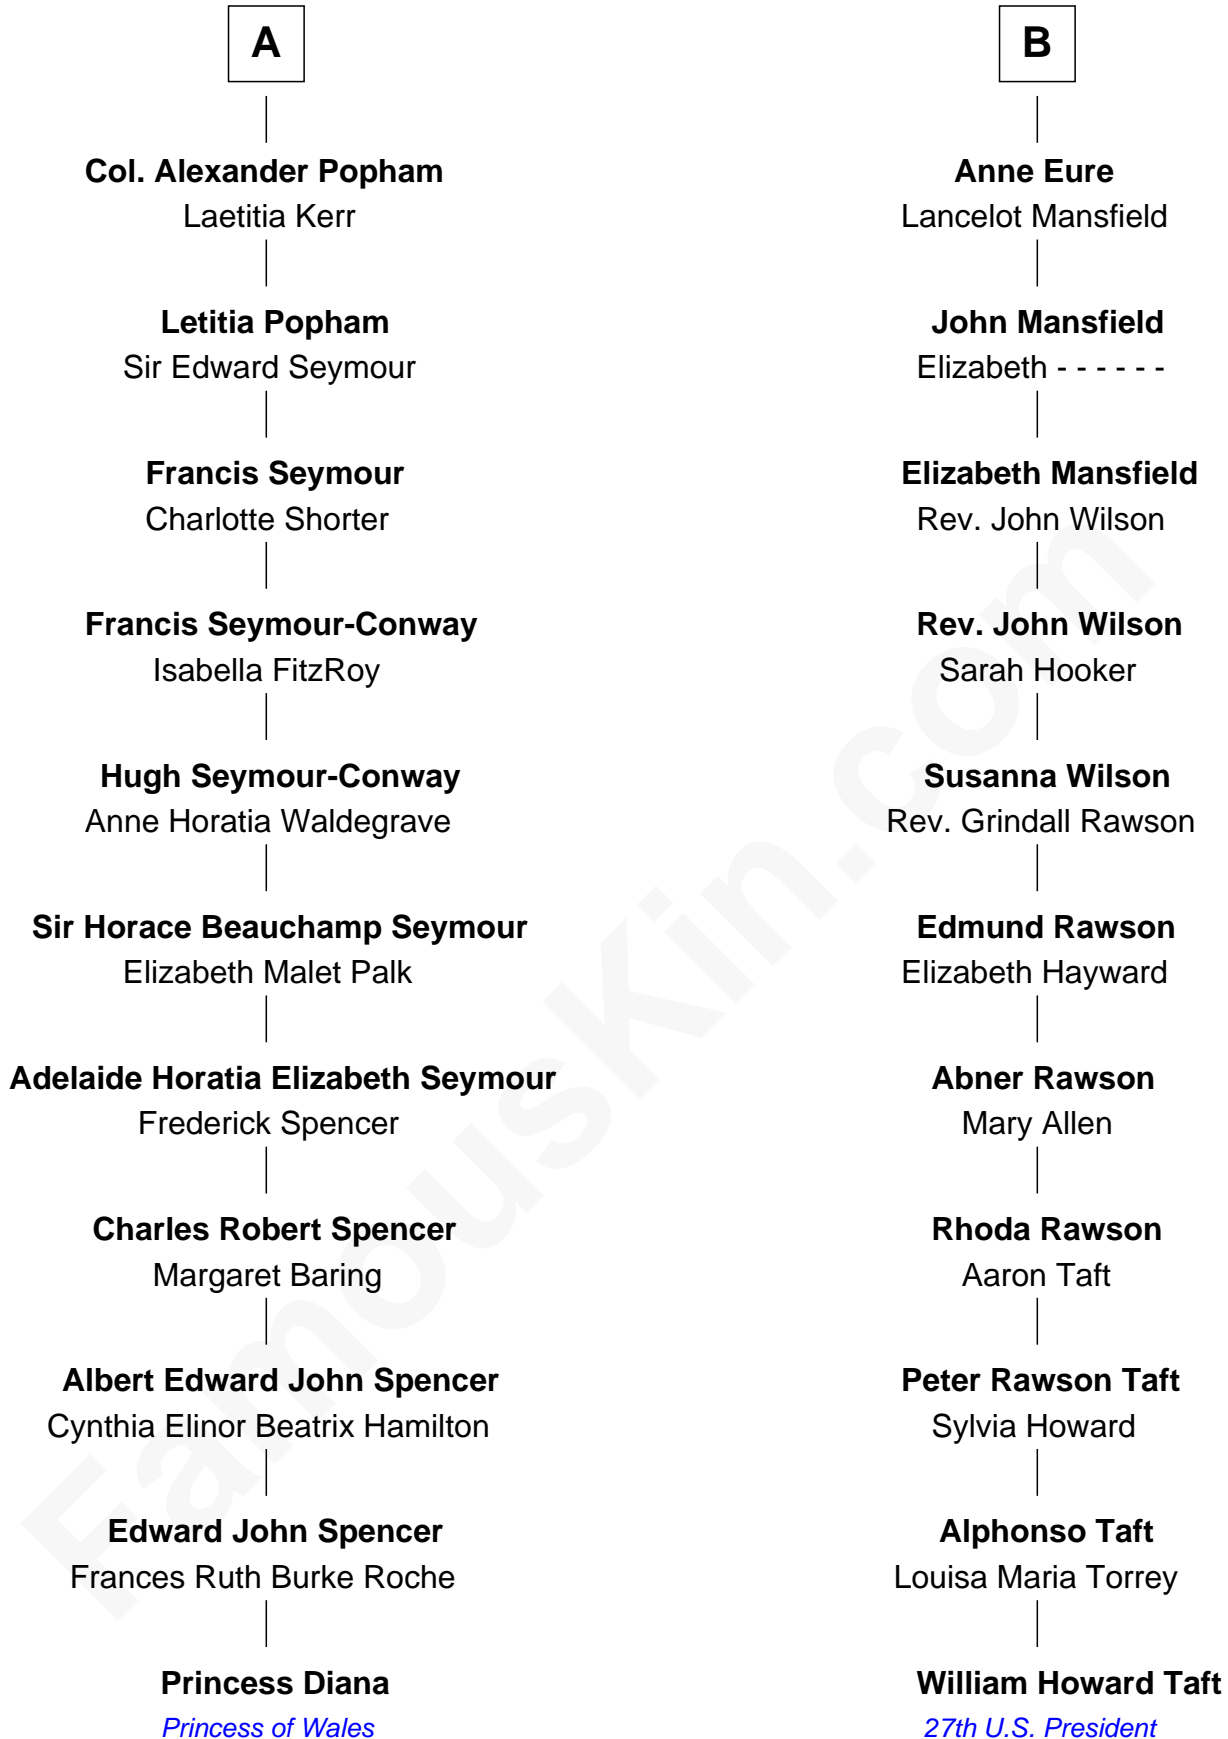 A
Col. Alexander Popham
Laetitia Kerr
Letitia Popham
Sir Edward Seymour
Francis Seymour
Charlotte Shorter
Francis Seymour-Conway
Isabella FitzRoy
Hugh Seymour-Conway
Anne Horatia Waldegrave
Sir Horace Beauchamp Seymour
Elizabeth Malet Palk
Adelaide Horatia Elizabeth Seymour
Frederick Spencer
Charles Robert Spencer
Margaret Baring
Albert Edward John Spencer
Cynthia Elinor Beatrix Hamilton
Edward John Spencer
Frances Ruth Burke Roche
Princess Diana
Princess of Wales
B
Anne Eure
Lancelot Mansfield
John Mansfield
Elizabeth - - - - - -
Elizabeth Mansfield
Rev. John Wilson
Rev. John Wilson
Sarah Hooker
Susanna Wilson
Rev. Grindall Rawson
Edmund Rawson
Elizabeth Hayward
Abner Rawson
Mary Allen
Rhoda Rawson
Aaron Taft
Peter Rawson Taft
Sylvia Howard
Alphonso Taft
Louisa Maria Torrey
William Howard Taft
27th U.S. President
FamousKin.com